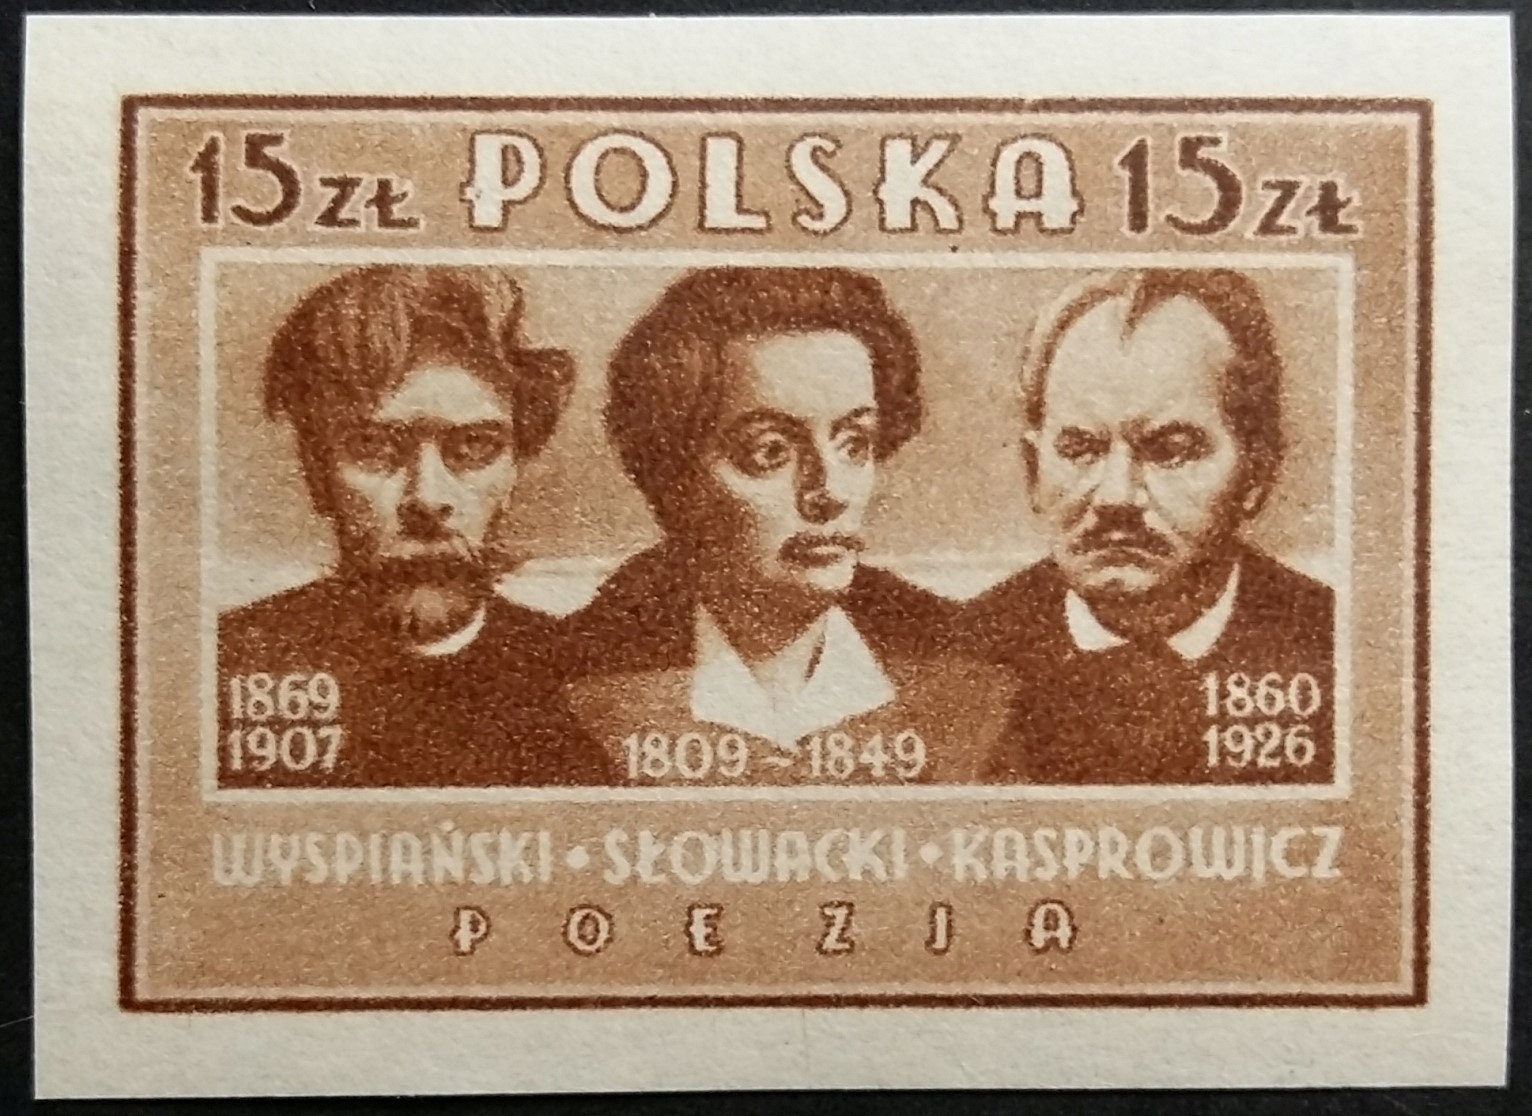 15 ZŁ POLSKA 15 ZŁ
1869
1907
1809 - 1849
1860
1926
WYSPIAŃSKI • SŁOWACKI • KASPROWICZ
POEZJA